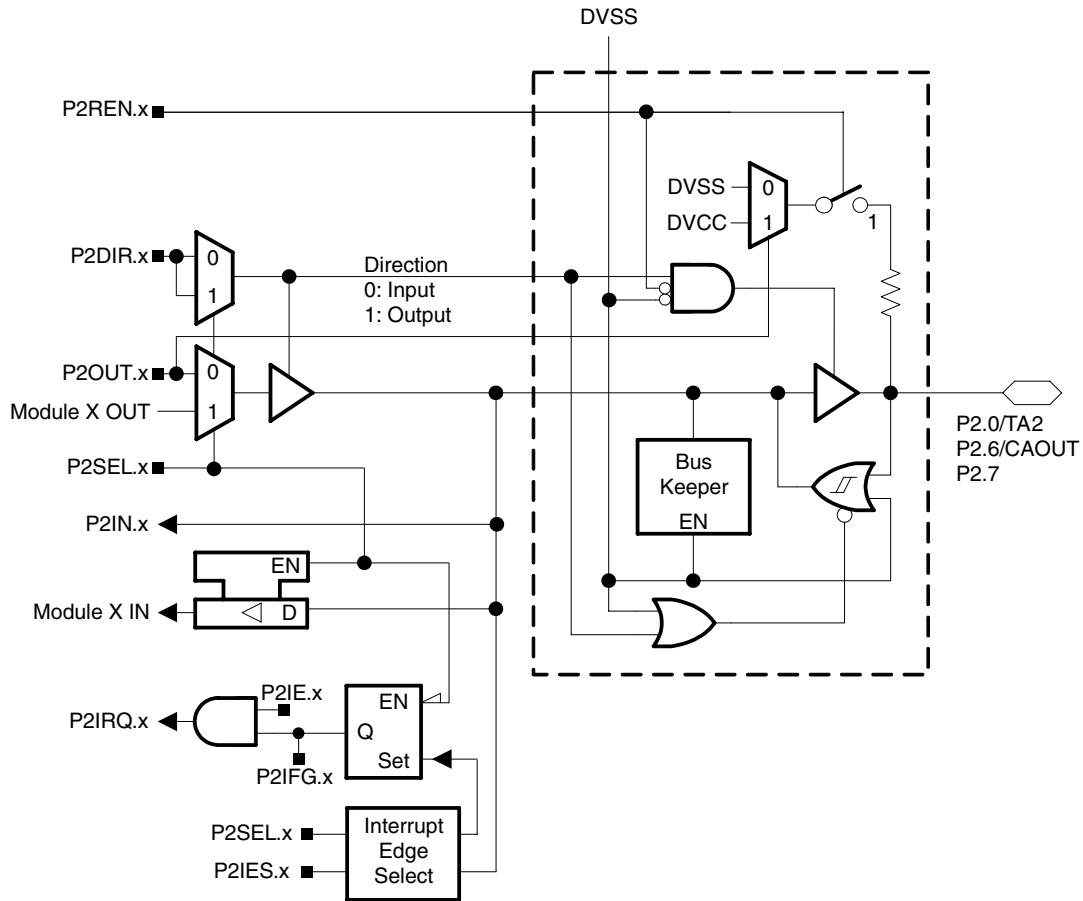 DVSS
P2REN.x
DVSS
0
DVCC
1
1
P2DIR.x
0
1
Direction
0: Input
1: Output
P2OUT.x
0
Module X OUT
1
P2SEL.x
Bus
Keeper
EN
P2.0/TA2
P2.6/CAOUT
P2.7
P2IN.x
EN
Module X IN
D
P2IRQ.x
P2IE.x
P2IFG.x
EN
Q
Set
P2SEL.x
P2IES.x
Interrupt
Edge
Select